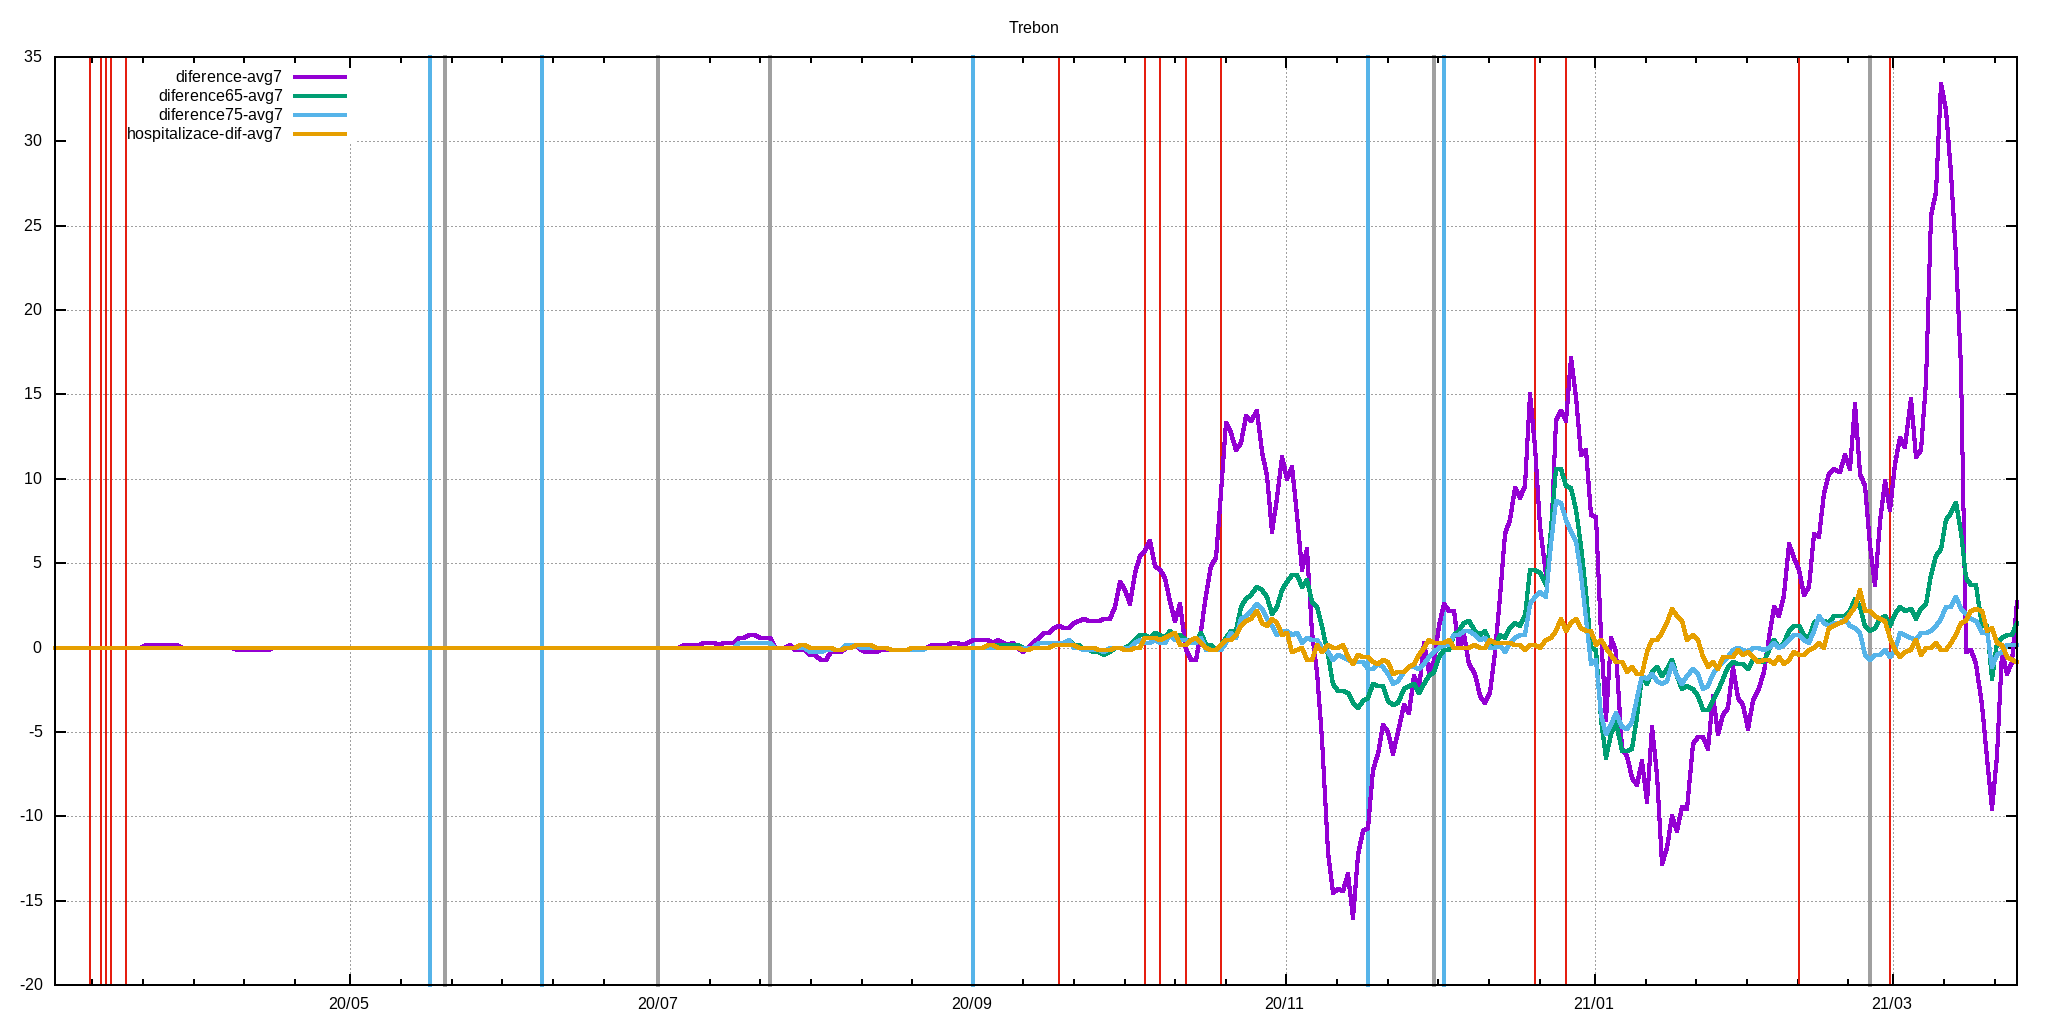 Trebon
diference-avg7
diference65-avg7
diference75-avg7
hospitalizace-dif-avg7
35
30
25
20
15
10
5
0
-5
-10
-15
-20
20/05 20/07 20/09 20/11 21/01 21/03